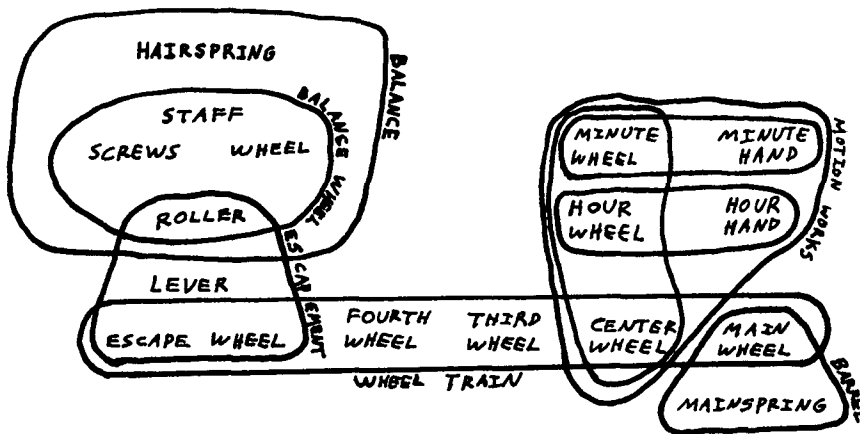 HAIRSPRING
BALANCE
STAFF
SCREWS WHEEL
BALANCE WHEEL
ROLLER
LEVER
ESCAPE WHEEL
ESCAPEMENT
FOURTH
WHEEL
THIRD
WHEEL
WHEEL TRAIN
MINUTE
WHEEL
MINUTE
HAND
HOUR
WHEEL
HOUR
HAND
MOTION WORKS
CENTER
WHEEL
MAIN
WHEEL
MAINSPRING